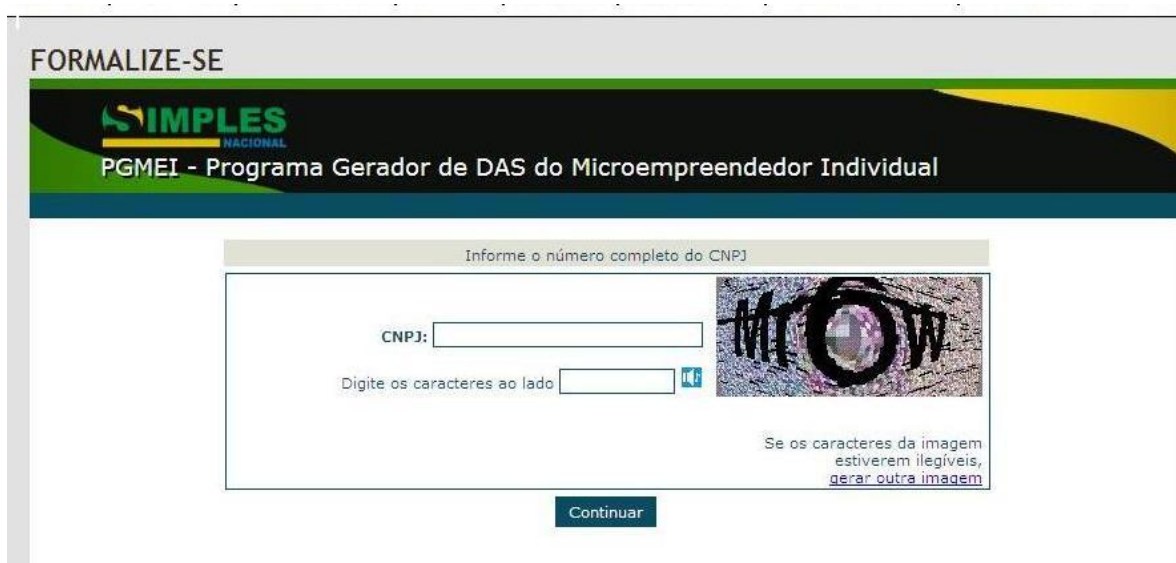 FORMALIZE-SE
SIMPLES
NACIONAL
PGMEI - Programa Gerador de DAS do Microempreendedor Individual
Informe o número completo do CNPJ
CNPJ:
Digite os caracteres ao lado
Se os caracteres da imagem
estiverem ilegíveis,
gerar outra imagem
Continuar